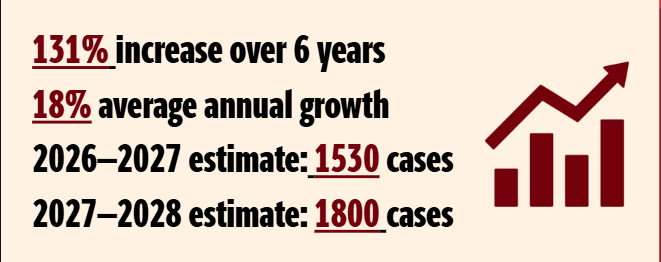 131% increase over 6 years
18% average annual growth
2026–2027 estimate: 1530 cases
2027–2028 estimate: 1800 cases